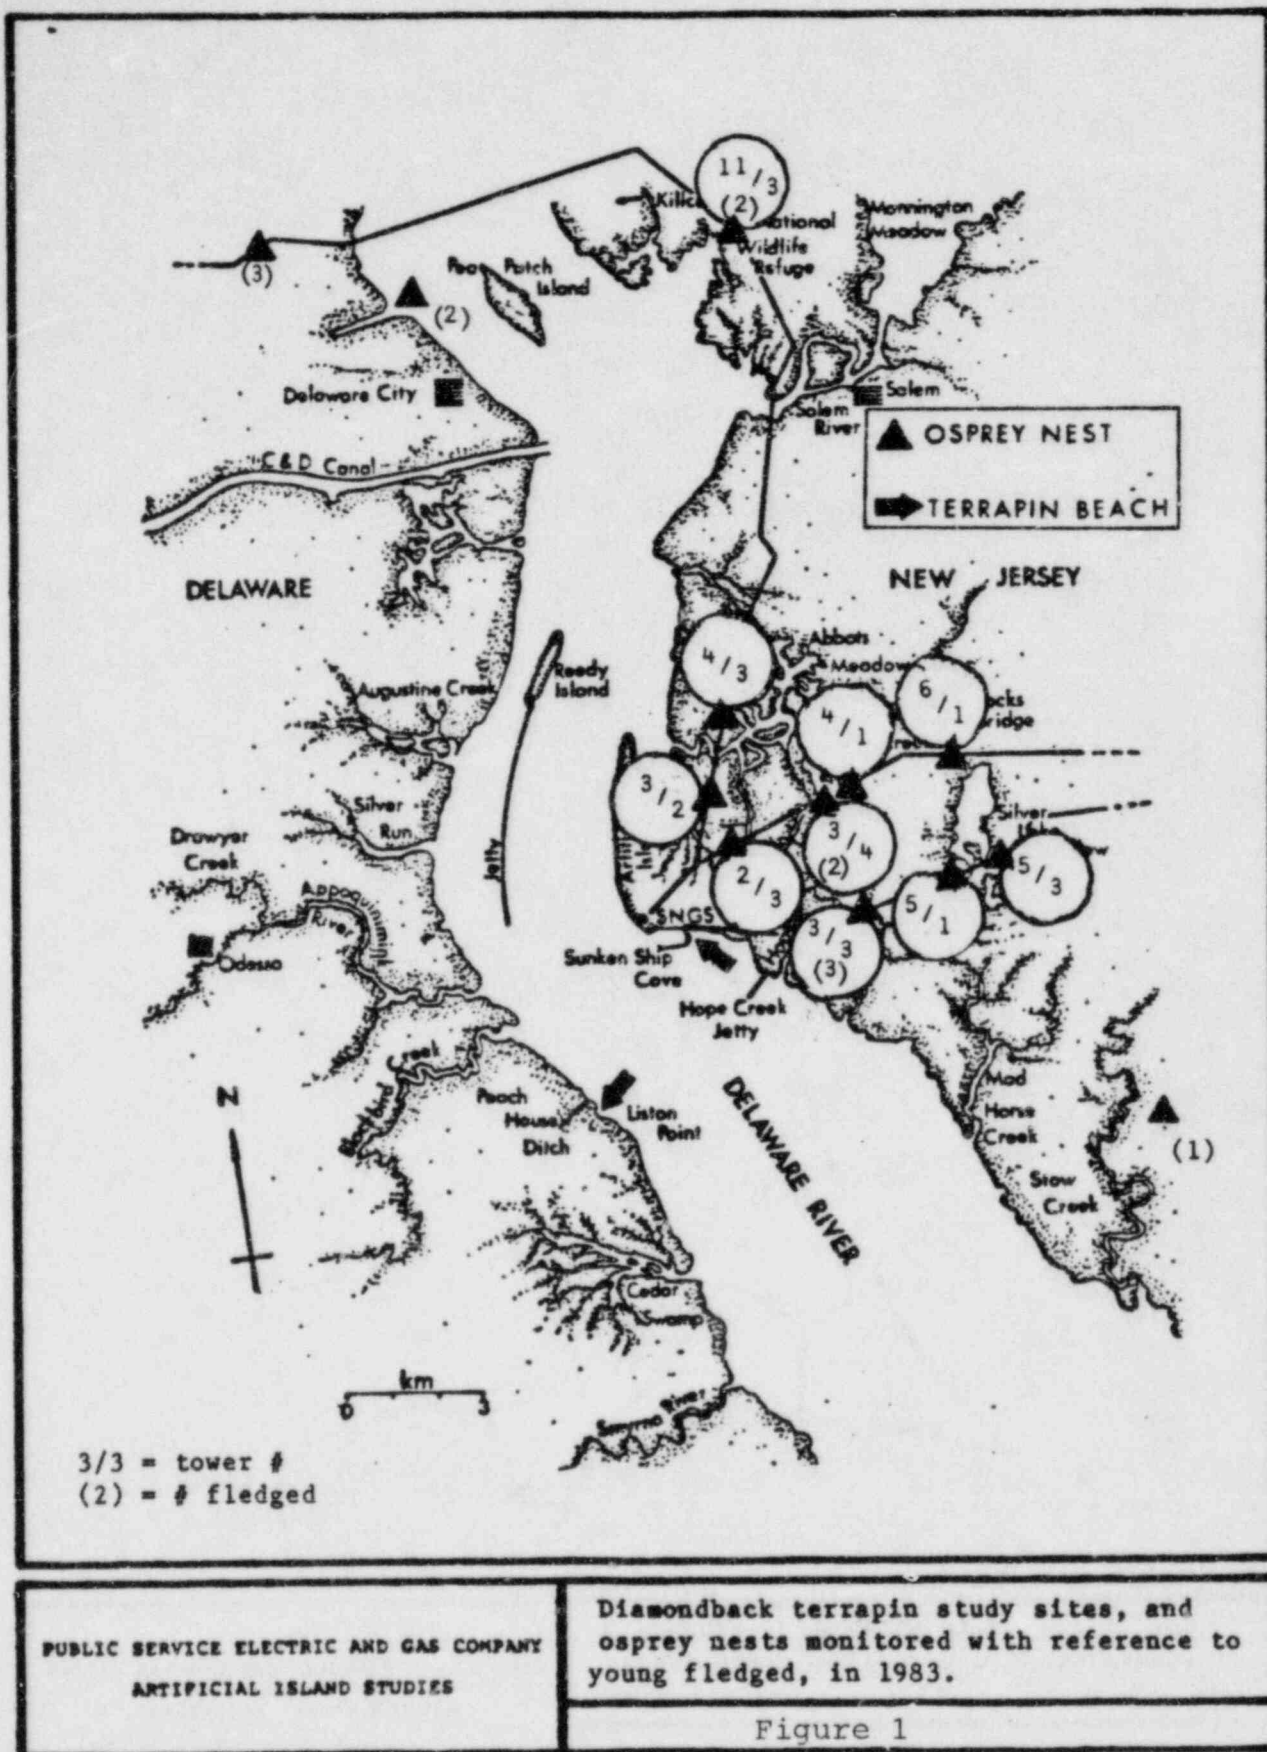 11/3
(2)
Mannington
Meadow
National
Wildlife
Refuge
(3)
Pea Patch
Island
(2)
Delaware City
Salem
Salem
River
OSPREY NEST
TERRAPIN BEACH
C & D Canal
DELAWARE
NEW JERSEY
4/3
Abbots
Meadow
Reedy
Island
Augustine Creek
4/1
6/1
3/2
Silver
Run
Silver
Drawyer
Creek
3/4
(2)
2/3
5/3
5/1
Jetty
Appoquinimink
River
Odessa
SNGS
3/3
(3)
Sunken Ship
Cove
Hope Creek
Jetty
Blackbird Creek
N
Peach
House
Ditch
Liston
Point
DELAWARE RIVER
Mad
Horse
Creek
(1)
Stow
Creek
Cedar
Swamp
km
0 3
Smyrna River
3/3 = tower #
(2) = # fledged
PUBLIC SERVICE ELECTRIC AND GAS COMPANY
ARTIFICIAL ISLAND STUDIES
Diamondback terrapin study sites, and
osprey nests monitored with reference to
young fledged, in 1983.
Figure 1